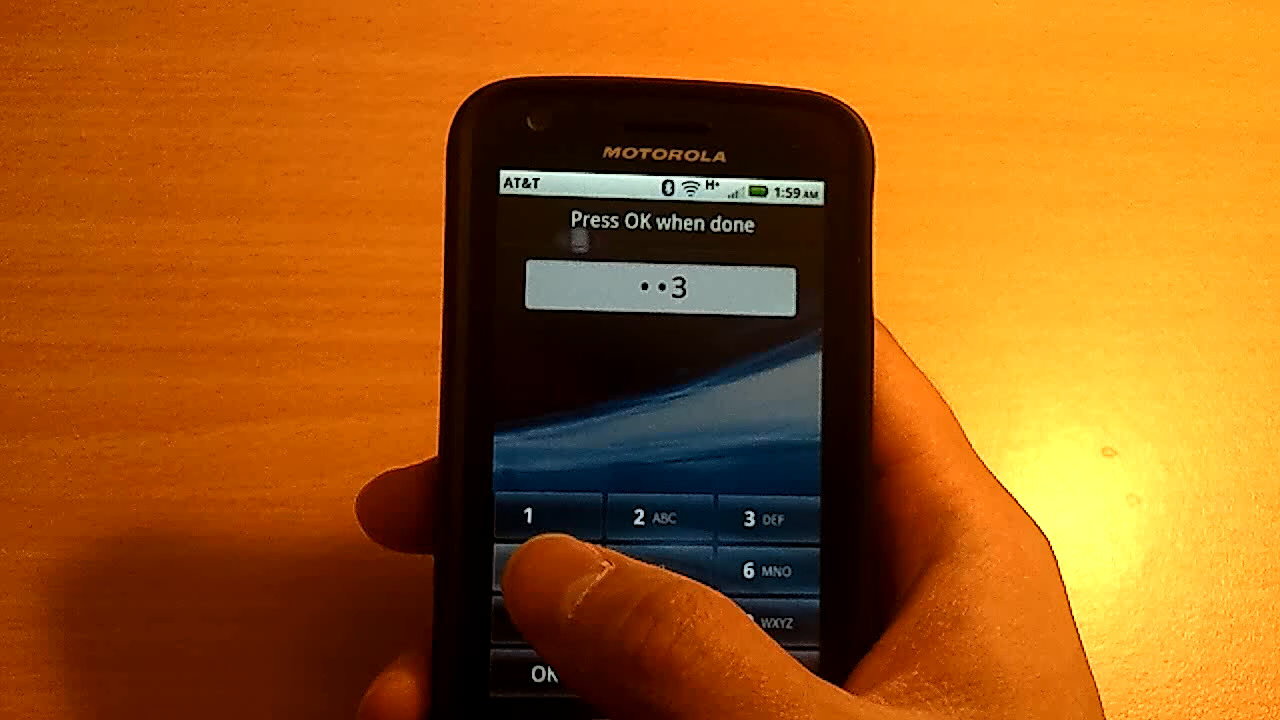 MOTOROLA
AT&T H+ 1:59 AM
Press OK when done
••3
1 2 ABC 3 DEF
6 MNO
WXYZ
OK